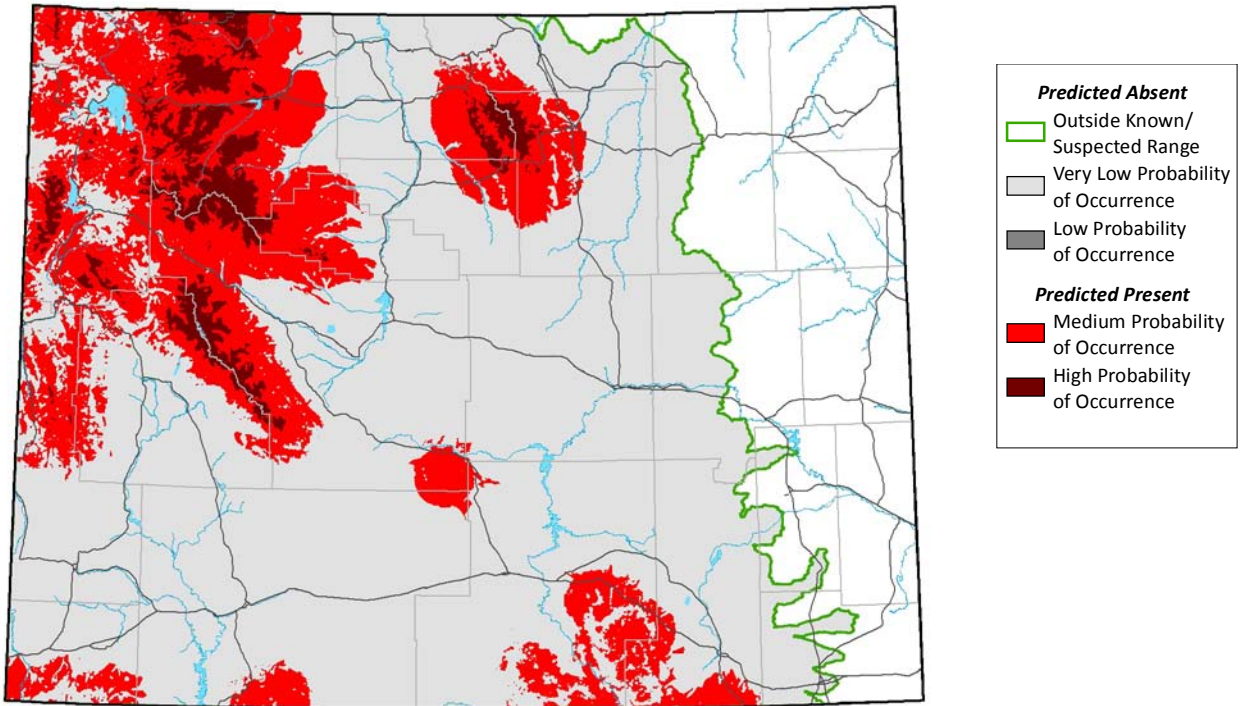 Predicted Absent
Outside Known/
Suspected Range
Very Low Probability
of Occurrence
Low Probability
of Occurrence
Predicted Present
Medium Probability
of Occurrence
High Probability
of Occurrence